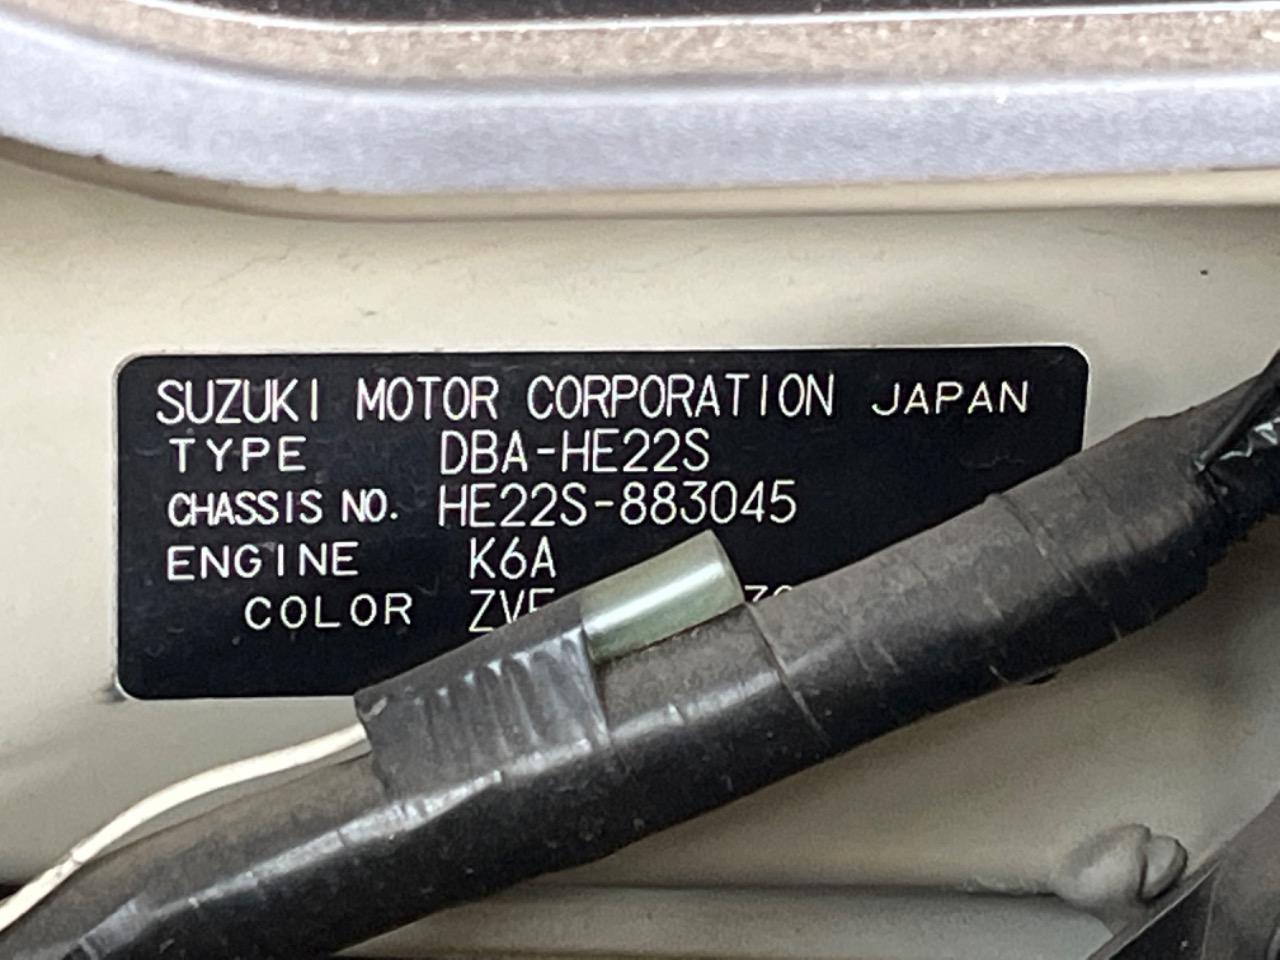 SUZUKI MOTOR CORPORATION JAPAN
TYPE DBA-HE22S
CHASSIS NO. HE22S-883045
ENGINE K6A
COLOR